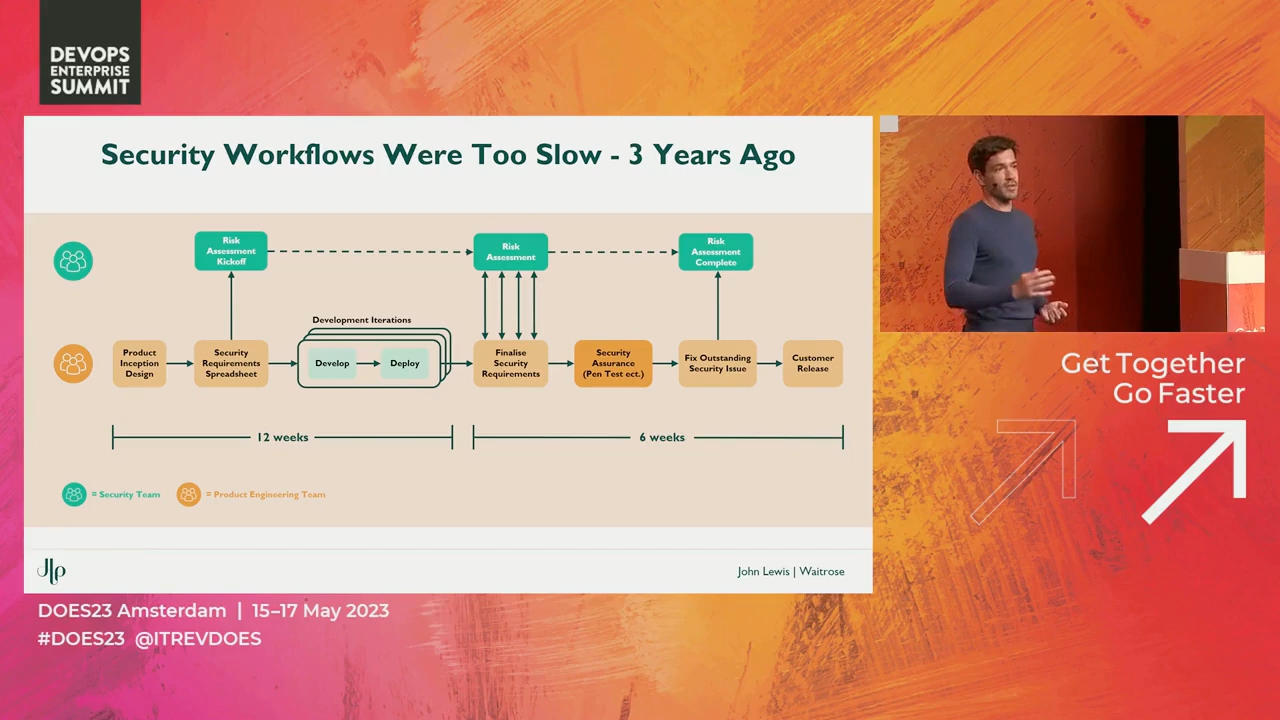 DEVOPS
ENTERPRISE
SUMMIT
Security Workflows Were Too Slow - 3 Years Ago
Risk
Assessment
Kickoff
Risk
Assessment
Risk
Assessment
Complete
Development Iterations
Product
Inception
Design
Security
Requirements
Spreadsheet
Develop
Deploy
Finalise
Security
Requirements
Security
Assurance
(Pen Test ect.)
Fix Outstanding
Security Issue
Customer
Release
12 weeks
6 weeks
= Security Team
= Product Engineering Team
Jlp
John Lewis | Waitrose
Get Together
Go Faster
DOES23 Amsterdam | 15–17 May 2023
#DOES23 @ITREVDOES